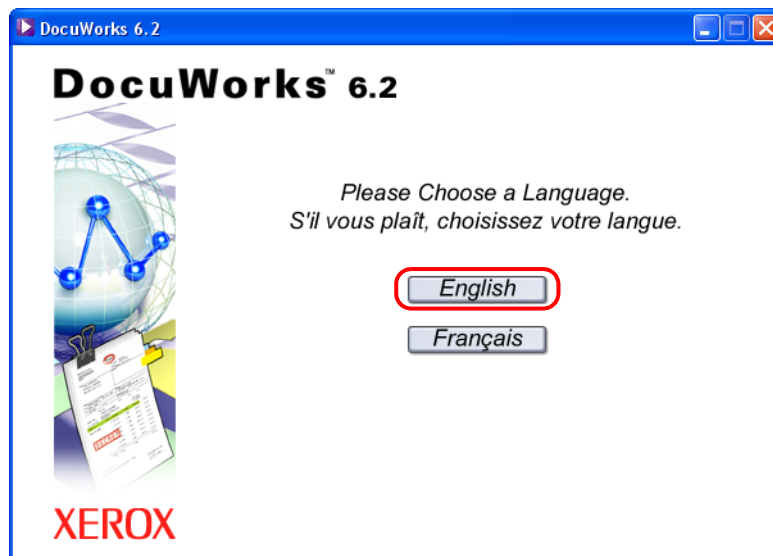 DocuWorks 6.2
DocuWorks™ 6.2
Please Choose a Language.
S'il vous plaît, choisissez votre langue.
English
Français
XEROX